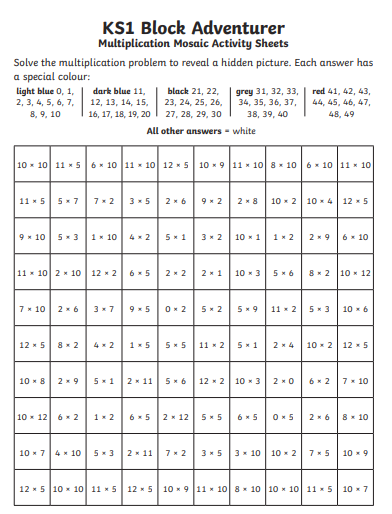 KS1 Block Adventurer
Multiplication Mosaic Activity Sheets
Solve the multiplication problem to reveal a hidden picture. Each answer has
a special colour:
light blue 0, 1,
2, 3, 4, 5, 6, 7,
8, 9, 10
dark blue 11,
12, 13, 14, 15,
16, 17, 18, 19, 20
black 21, 22,
23, 24, 25, 26,
27, 28, 29, 30
grey 31, 32, 33,
34, 35, 36, 37,
38, 39, 40
red 41, 42, 43,
44, 45, 46, 47,
48, 49
All other answers = white
10 × 10 11 × 5 6 × 10 11 × 10 12 × 5 10 × 9 11 × 10 8 × 10 6 × 10 11 × 10
11 × 5 5 × 7 7 × 2 3 × 5 2 × 6 9 × 2 2 × 8 10 × 2 10 × 4 12 × 5
9 × 10 5 × 3 1 × 10 4 × 2 5 × 1 3 × 2 10 × 1 1 × 2 2 × 9 6 × 10
11 × 10 2 × 10 12 × 2 6 × 5 2 × 2 2 × 1 10 × 3 5 × 6 8 × 2 10 × 12
7 × 10 2 × 6 3 × 7 9 × 5 0 × 2 5 × 2 5 × 9 11 × 2 5 × 3 10 × 6
12 × 5 8 × 2 4 × 2 1 × 5 5 × 5 11 × 2 5 × 1 2 × 4 10 × 2 12 × 5
10 × 8 2 × 9 5 × 1 2 × 11 5 × 6 12 × 2 10 × 3 2 × 0 6 × 2 7 × 10
10 × 12 6 × 2 1 × 2 6 × 5 2 × 12 5 × 5 6 × 5 0 × 5 2 × 6 8 × 10
10 × 7 4 × 10 5 × 3 2 × 11 7 × 2 3 × 5 3 × 10 10 × 2 7 × 5 10 × 9
12 × 5 10 × 10 11 × 5 12 × 5 10 × 9 11 × 10 8 × 10 10 × 10 11 × 5 10 × 7